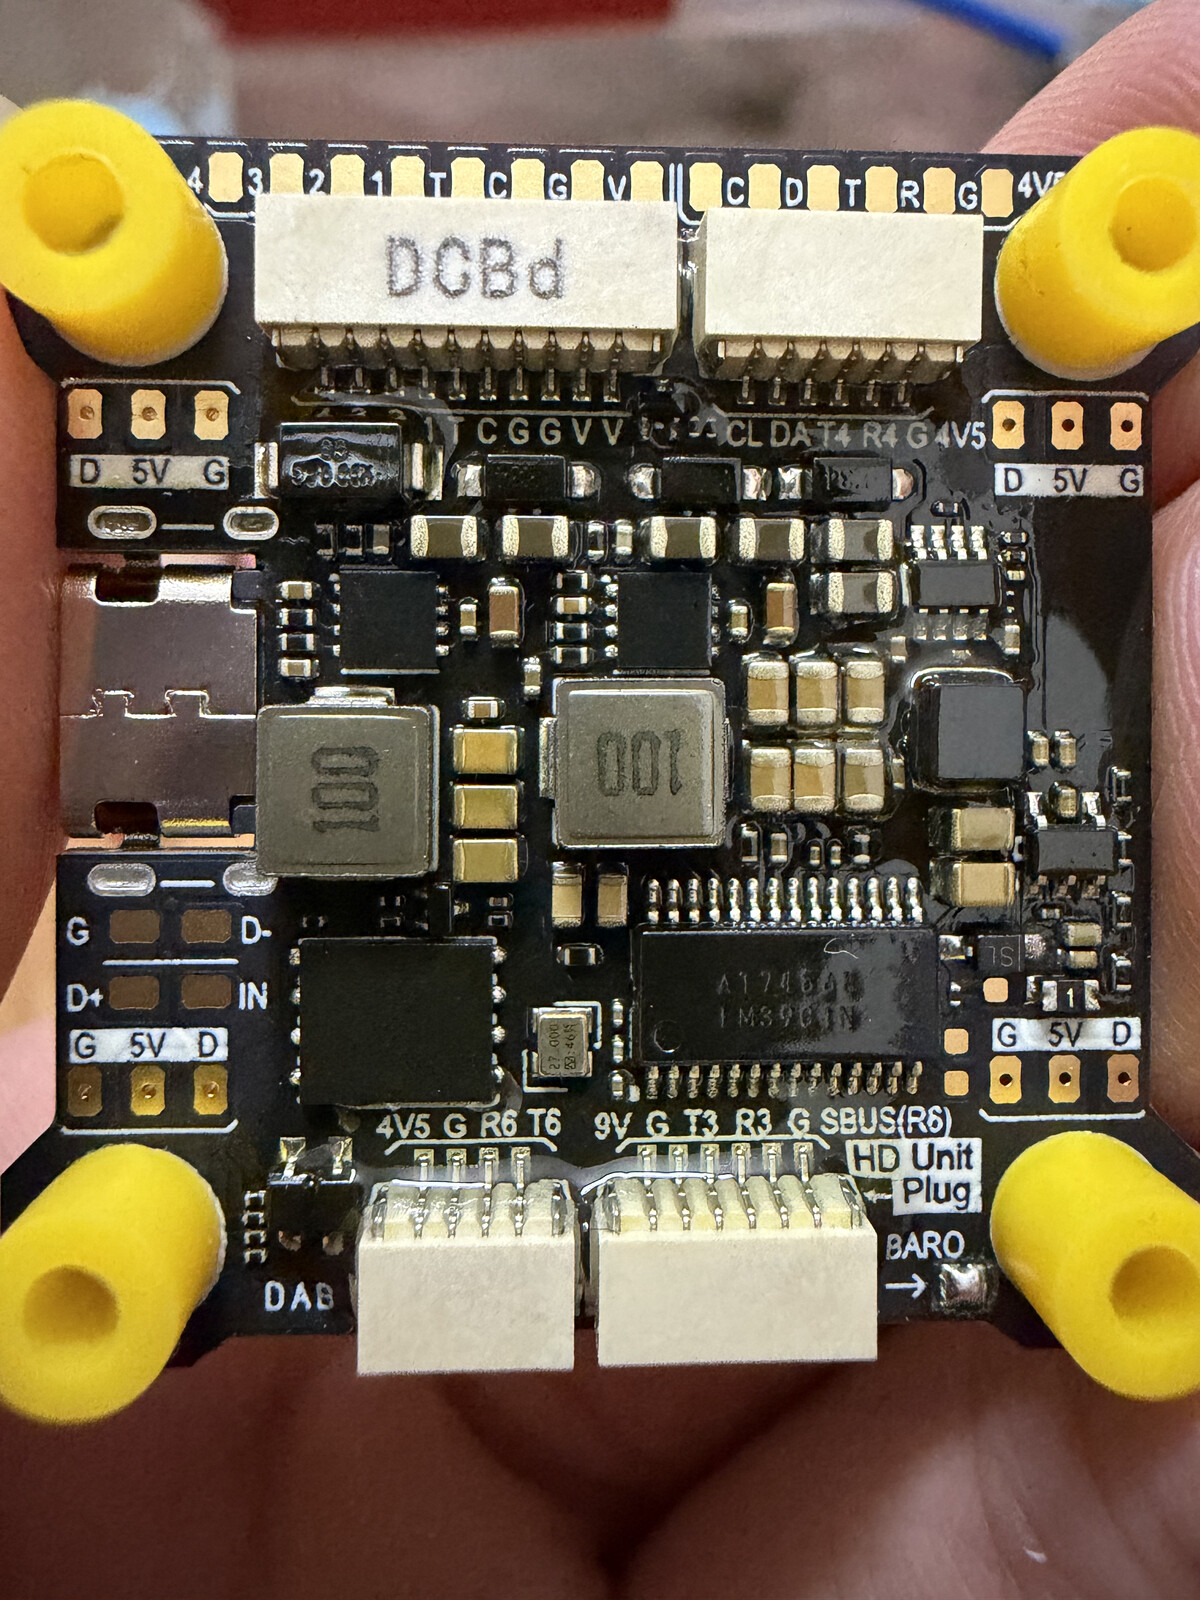 4 3 2 1 T C G V
C D T R G 4V5
DCBd
T C G G V V
CL DA T4 R4 G 4V5
D 5V G
D 5V G
100
100
G D-
D+ IN
G 5V D
1
G 5V D
4V5 G R6 T6
9V G T3 R3 G SBUS(R6)
HD Unit
Plug
BARO
DAB